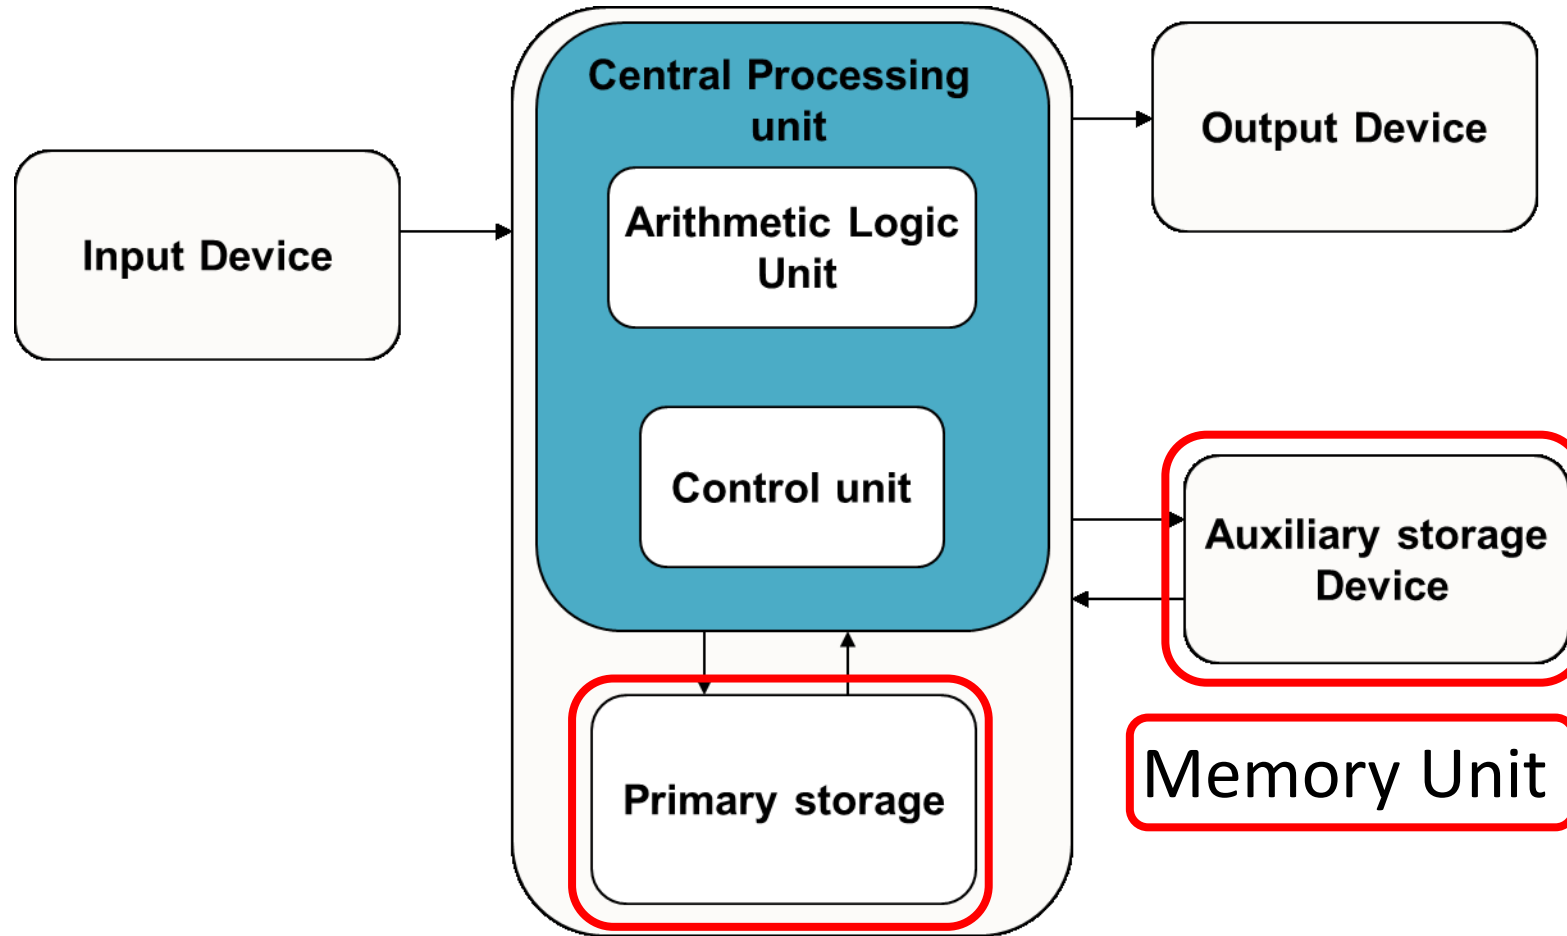 Central Processing
unit
Arithmetic Logic
Unit
Control unit
Primary storage
Input Device
Output Device
Auxiliary storage
Device
Memory Unit